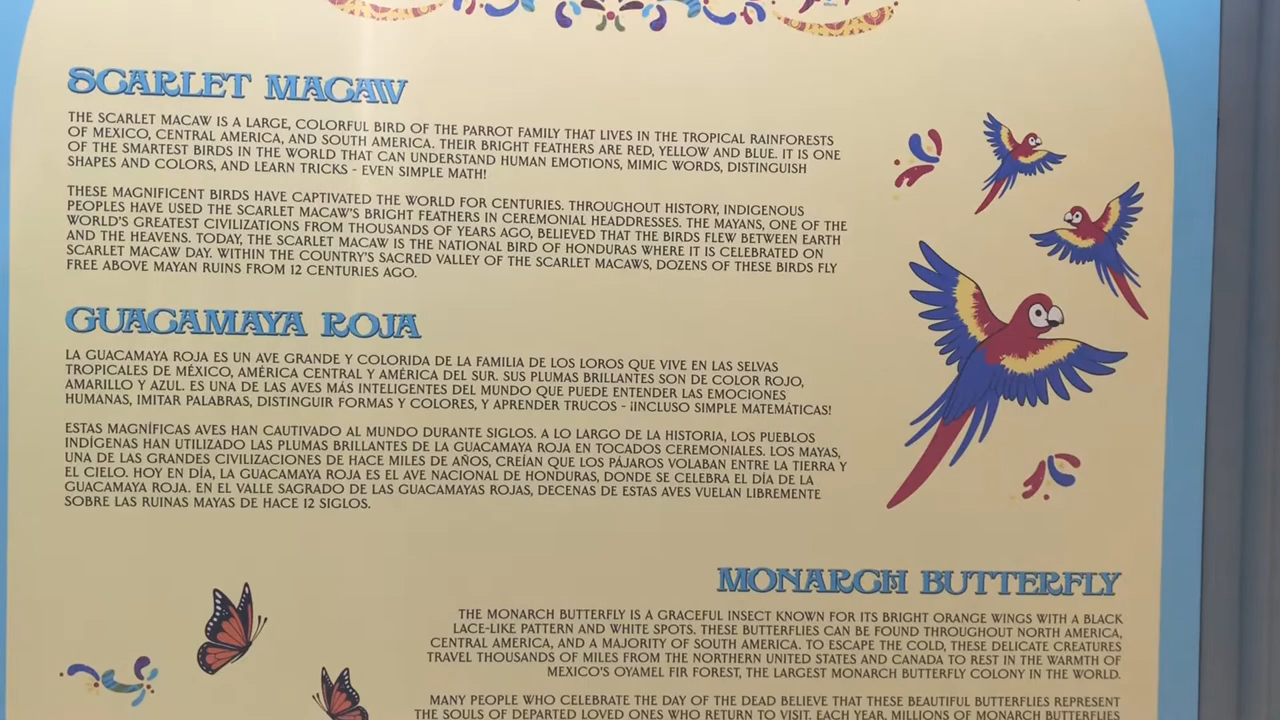 SCARLET MACAW
THE SCARLET MACAW IS A LARGE, COLORFUL BIRD OF THE PARROT FAMILY THAT LIVES IN THE TROPICAL RAINFORESTS
OF MEXICO, CENTRAL AMERICA, AND SOUTH AMERICA. THEIR BRIGHT FEATHERS ARE RED, YELLOW AND BLUE. IT IS ONE
OF THE SMARTEST BIRDS IN THE WORLD THAT CAN UNDERSTAND HUMAN EMOTIONS, MIMIC WORDS, DISTINGUISH
SHAPES AND COLORS, AND LEARN TRICKS - EVEN SIMPLE MATH!
THESE MAGNIFICENT BIRDS HAVE CAPTIVATED THE WORLD FOR CENTURIES. THROUGHOUT HISTORY, INDIGENOUS
PEOPLES HAVE USED THE SCARLET MACAW'S BRIGHT FEATHERS IN CEREMONIAL HEADDRESSES. THE MAYANS, ONE OF THE
WORLD'S GREATEST CIVILIZATIONS FROM THOUSANDS OF YEARS AGO, BELIEVED THAT THE BIRDS FLEW BETWEEN EARTH
AND THE HEAVENS. TODAY, THE SCARLET MACAW IS THE NATIONAL BIRD OF HONDURAS WHERE IT IS CELEBRATED ON
SCARLET MACAW DAY. WITHIN THE COUNTRY'S SACRED VALLEY OF THE SCARLET MACAWS, DOZENS OF THESE BIRDS FLY
FREE ABOVE MAYAN RUINS FROM 12 CENTURIES AGO.
GUACAMAYA ROJA
LA GUACAMAYA ROJA ES UN AVE GRANDE Y COLORIDA DE LA FAMILIA DE LOS LOROS QUE VIVE EN LAS SELVAS
TROPICALES DE MÉXICO, AMÉRICA CENTRAL Y AMÉRICA DEL SUR. SUS PLUMAS BRILLANTES SON DE COLOR ROJO,
AMARILLO Y AZUL. ES UNA DE LAS AVES MÁS INTELIGENTES DEL MUNDO QUE PUEDE ENTENDER LAS EMOCIONES
HUMANAS, IMITAR PALABRAS, DISTINGUIR FORMAS Y COLORES, Y APRENDER TRUCOS - ¡INCLUSO SIMPLE MATEMÁTICAS!
ESTAS MAGNÍFICAS AVES HAN CAUTIVADO AL MUNDO DURANTE SIGLOS. A LO LARGO DE LA HISTORIA, LOS PUEBLOS
INDÍGENAS HAN UTILIZADO LAS PLUMAS BRILLANTES DE LA GUACAMAYA ROJA EN TOCADOS CEREMONIALES. LOS MAYAS,
UNA DE LAS GRANDES CIVILIZACIONES DE HACE MILES DE AÑOS, CREÍAN QUE LOS PÁJAROS VOLABAN ENTRE LA TIERRA Y
EL CIELO. HOY EN DÍA, LA GUACAMAYA ROJA ES EL AVE NACIONAL DE HONDURAS, DONDE SE CELEBRA EL DÍA DE LA
GUACAMAYA ROJA. EN EL VALLE SAGRADO DE LAS GUACAMAYAS ROJAS, DECENAS DE ESTAS AVES VUELAN LIBREMENTE
SOBRE LAS RUINAS MAYAS DE HACE 12 SIGLOS.
MONARCH BUTTERFLY
THE MONARCH BUTTERFLY IS A GRACEFUL INSECT KNOWN FOR ITS BRIGHT ORANGE WINGS WITH A BLACK
LACE-LIKE PATTERN AND WHITE SPOTS. THESE BUTTERFLIES CAN BE FOUND THROUGHOUT NORTH AMERICA,
CENTRAL AMERICA, AND A MAJORITY OF SOUTH AMERICA. TO ESCAPE THE COLD, THESE DELICATE CREATURES
TRAVEL THOUSANDS OF MILES FROM THE NORTHERN UNITED STATES AND CANADA TO REST IN THE WARMTH OF
MEXICO'S OYAMEL FIR FOREST, THE LARGEST MONARCH BUTTERFLY COLONY IN THE WORLD.
MANY PEOPLE WHO CELEBRATE THE DAY OF THE DEAD BELIEVE THAT THESE BEAUTIFUL BUTTERFLIES REPRESENT
THE SOULS OF DEPARTED LOVED ONES WHO RETURN TO VISIT. EACH YEAR, MILLIONS OF MONARCH BUTTERFLIES